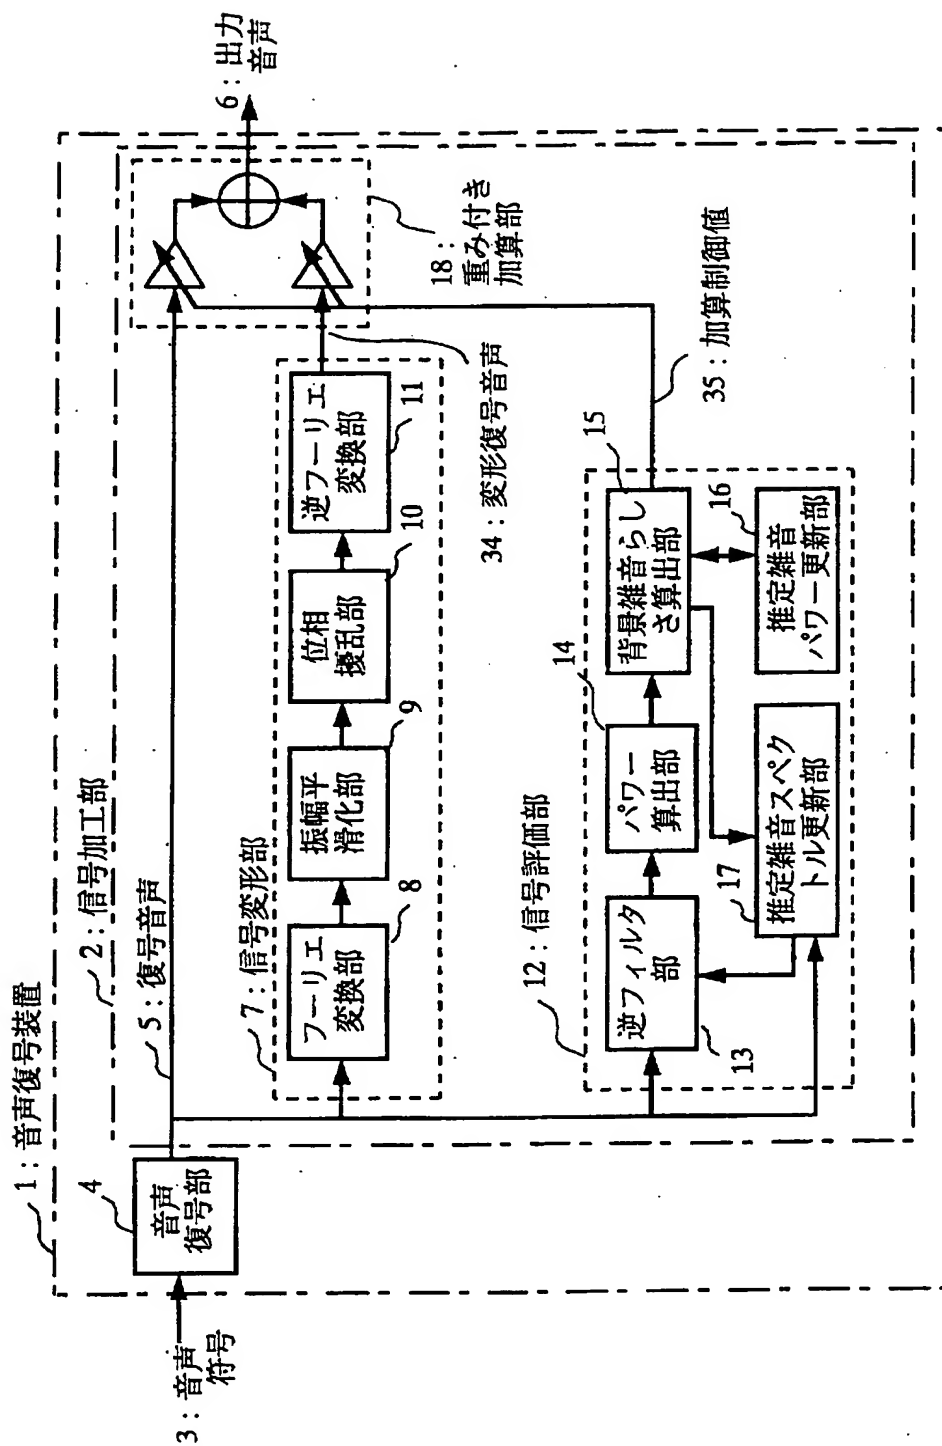 1：音声復号装置
2：信号加工部
3：音声
符号
4
音声
復号部
5：復号音声
6：出力
音声
7：信号変形部
フーリエ
変換部
8
振幅平
滑化部
9
位相
擾乱部
10
逆フーリエ
変換部
11
34：変形復号音声
18：
重み付き
加算部
12：信号評価部
逆フィルタ
部
13
パワー
算出部
14
背景雑音らし
さ算出部
15
35：加算制御値
推定雑音
パワー更新部
16
推定雑音スペク
トル更新部
17